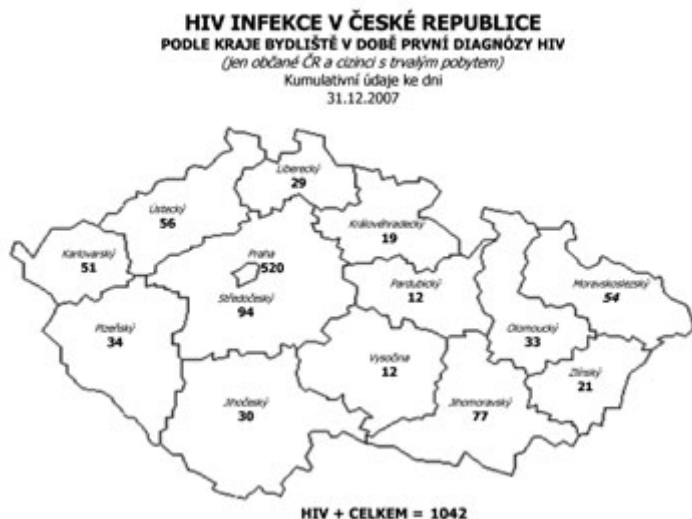 HIV INFEKCE V ČESKÉ REPUBLICE
PODLE KRAJE BYDLIŠTĚ V DOBĚ PRVNÍ DIAGNÓZY HIV
(jen občané ČR a cizinci s trvalým pobytem)
Kumulativní údaje ke dni
31.12.2007
Liberecký
29
Ústecký
56
Královéhradecký
19
Karlovarský
51
Praha
520
Středočeský
94
Pardubický
12
Moravskoslezský
54
Plzeňský
34
Olomoucký
33
Vysočina
12
Zlínský
21
Jihočeský
30
Jihomoravský
77
HIV + CELKEM = 1042